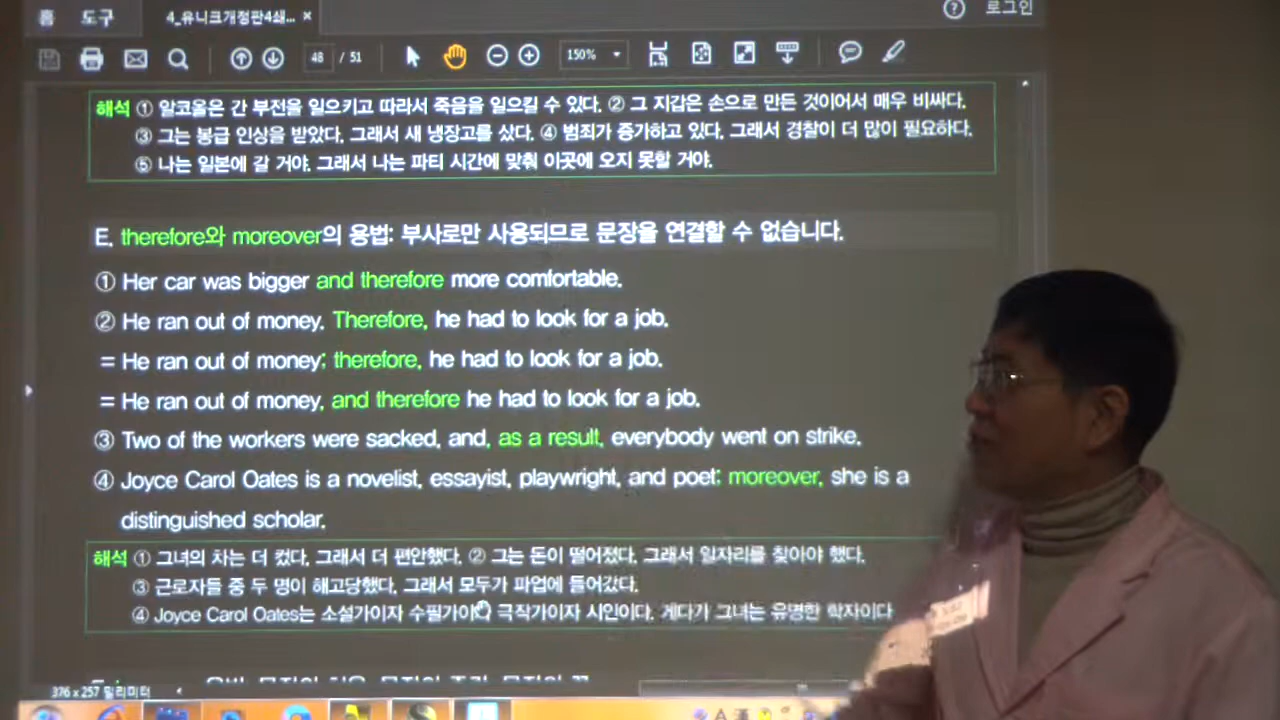 홈 도구 4_유니크개정판4쇄... × 로그인
48 / 51 150%
해석 ① 알코올은 간 부전을 일으키고 따라서 죽음을 일으킬 수 있다. ② 그 지갑은 손으로 만든 것이어서 매우 비싸다.
③ 그는 봉급 인상을 받았다. 그래서 새 냉장고를 샀다. ④ 범죄가 증가하고 있다. 그래서 경찰이 더 많이 필요하다.
⑤ 나는 일본에 갈 거야. 그래서 나는 파티 시간에 맞춰 이곳에 오지 못할 거야.
E. therefore와 moreover의 용법: 부사로만 사용되므로 문장을 연결할 수 없습니다.
① Her car was bigger and therefore more comfortable.
② He ran out of money. Therefore, he had to look for a job.
= He ran out of money; therefore, he had to look for a job.
= He ran out of money, and therefore he had to look for a job.
③ Two of the workers were sacked, and, as a result, everybody went on strike.
④ Joyce Carol Oates is a novelist, essayist, playwright, and poet; moreover, she is a
distinguished scholar.
해석 ① 그녀의 차는 더 컸다. 그래서 더 편안했다. ② 그는 돈이 떨어졌다. 그래서 일자리를 찾아야 했다.
③ 근로자들 중 두 명이 해고당했다. 그래서 모두가 파업에 들어갔다.
④ Joyce Carol Oates는 소설가이자 수필가이며 극작가이자 시인이다. 게다가 그녀는 유명한 학자이다
376 x 257 밀리미터